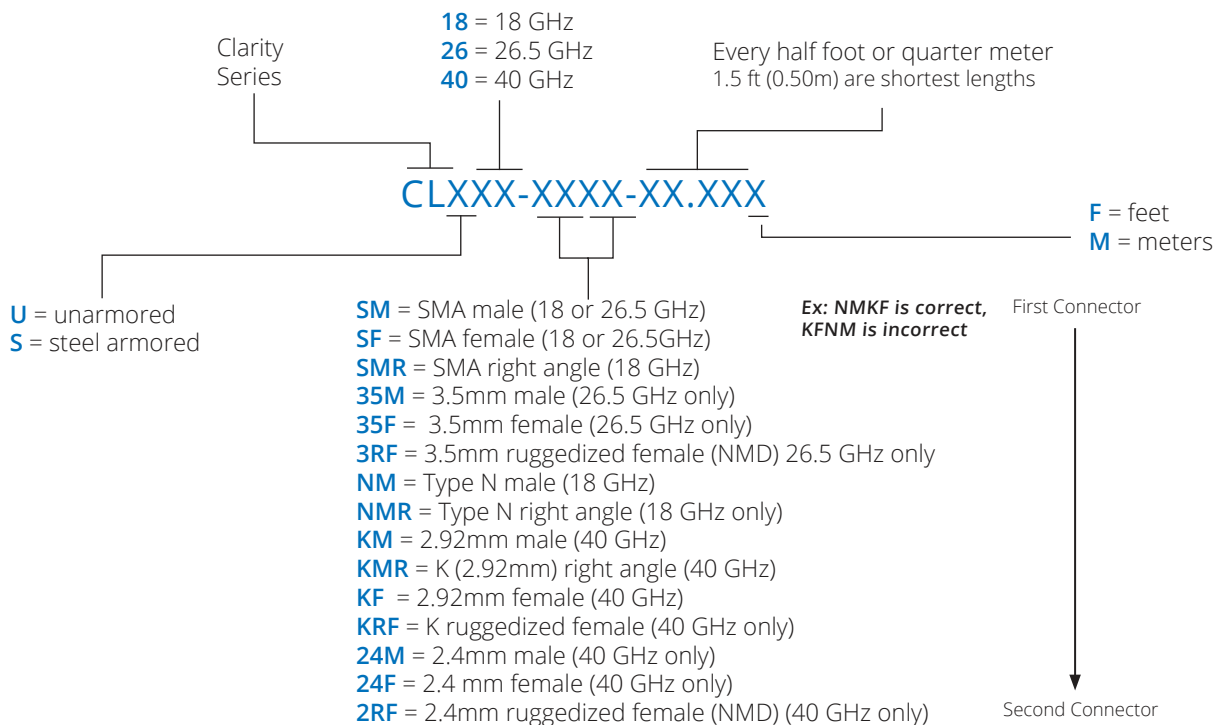 18 = 18 GHz
26 = 26.5 GHz
40 = 40 GHz
Clarity
Series
Every half foot or quarter meter
1.5 ft (0.50m) are shortest lengths
CLXXX-XXXX-XX.XXX
F = feet
M = meters
U = unarmored
S = steel armored
SM = SMA male (18 or 26.5 GHz)
SF = SMA female (18 or 26.5GHz)
SMR = SMA right angle (18 GHz)
35M = 3.5mm male (26.5 GHz only)
35F = 3.5mm female (26.5 GHz only)
3RF = 3.5mm ruggedized female (NMD) 26.5 GHz only
NM = Type N male (18 GHz)
NMR = Type N right angle (18 GHz only)
KM = 2.92mm male (40 GHz)
KMR = K (2.92mm) right angle (40 GHz)
KF = 2.92mm female (40 GHz)
KRF = K ruggedized female (40 GHz only)
24M = 2.4mm male (40 GHz only)
24F = 2.4 mm female (40 GHz only)
2RF = 2.4mm ruggedized female (NMD) (40 GHz only)
Ex: NMKF is correct,
KFNM is incorrect
First Connector
Second Connector